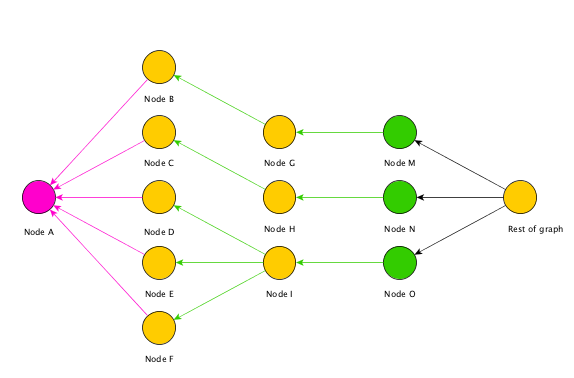 Node B
Node C
Node G
Node M
Node A
Node D
Node H
Node N
Rest of graph
Node E
Node I
Node O
Node F